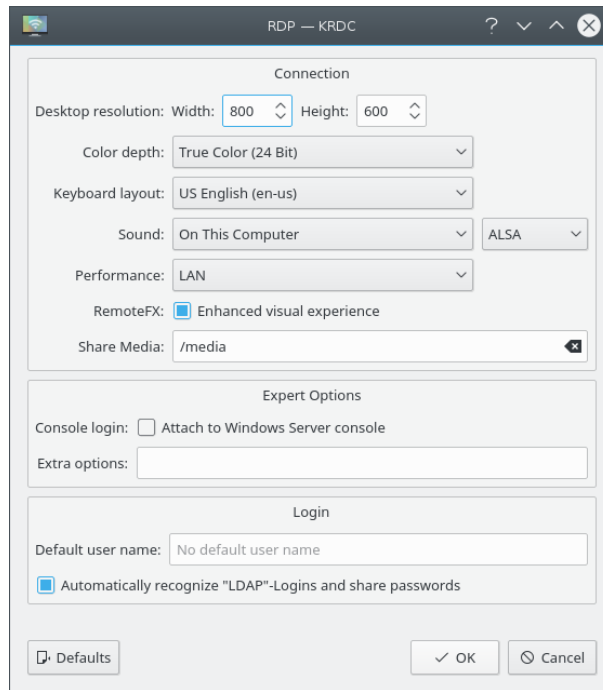 RDP — KRDC
Connection
Desktop resolution: Width: 800 Height: 600
Color depth: True Color (24 Bit)
Keyboard layout: US English (en-us)
Sound: On This Computer ALSA
Performance: LAN
RemoteFX: Enhanced visual experience
Share Media: /media
Expert Options
Console login: Attach to Windows Server console
Extra options:
Login
Default user name: No default user name
Automatically recognize "LDAP"-Logins and share passwords
Defaults OK Cancel